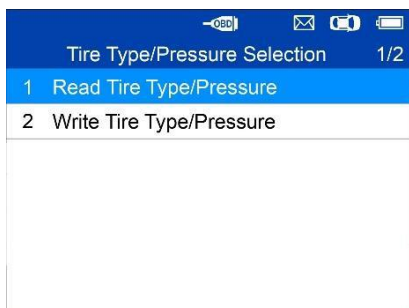 OBD
Tire Type/Pressure Selection 1/2
1 Read Tire Type/Pressure
2 Write Tire Type/Pressure